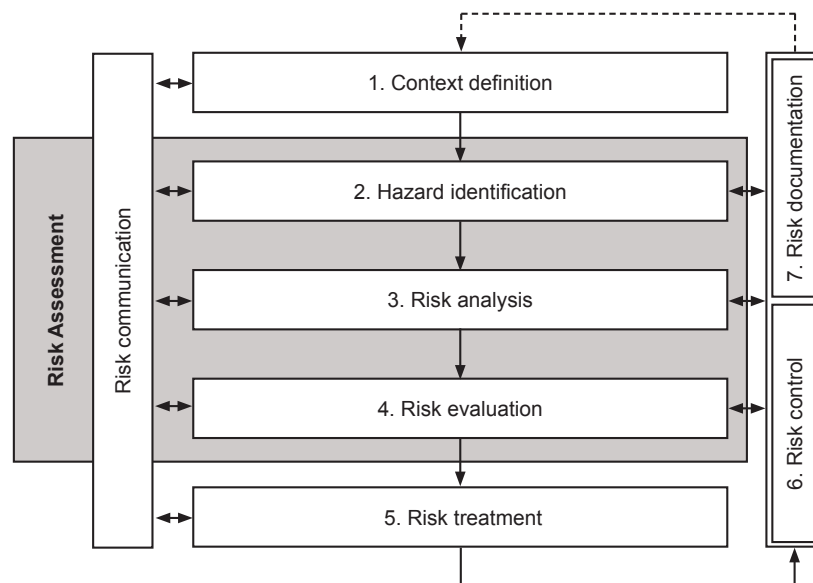 1. Context definition
2. Hazard identification
3. Risk analysis
4. Risk evaluation
5. Risk treatment
Risk Assessment
Risk communication
7. Risk documentation
6. Risk control